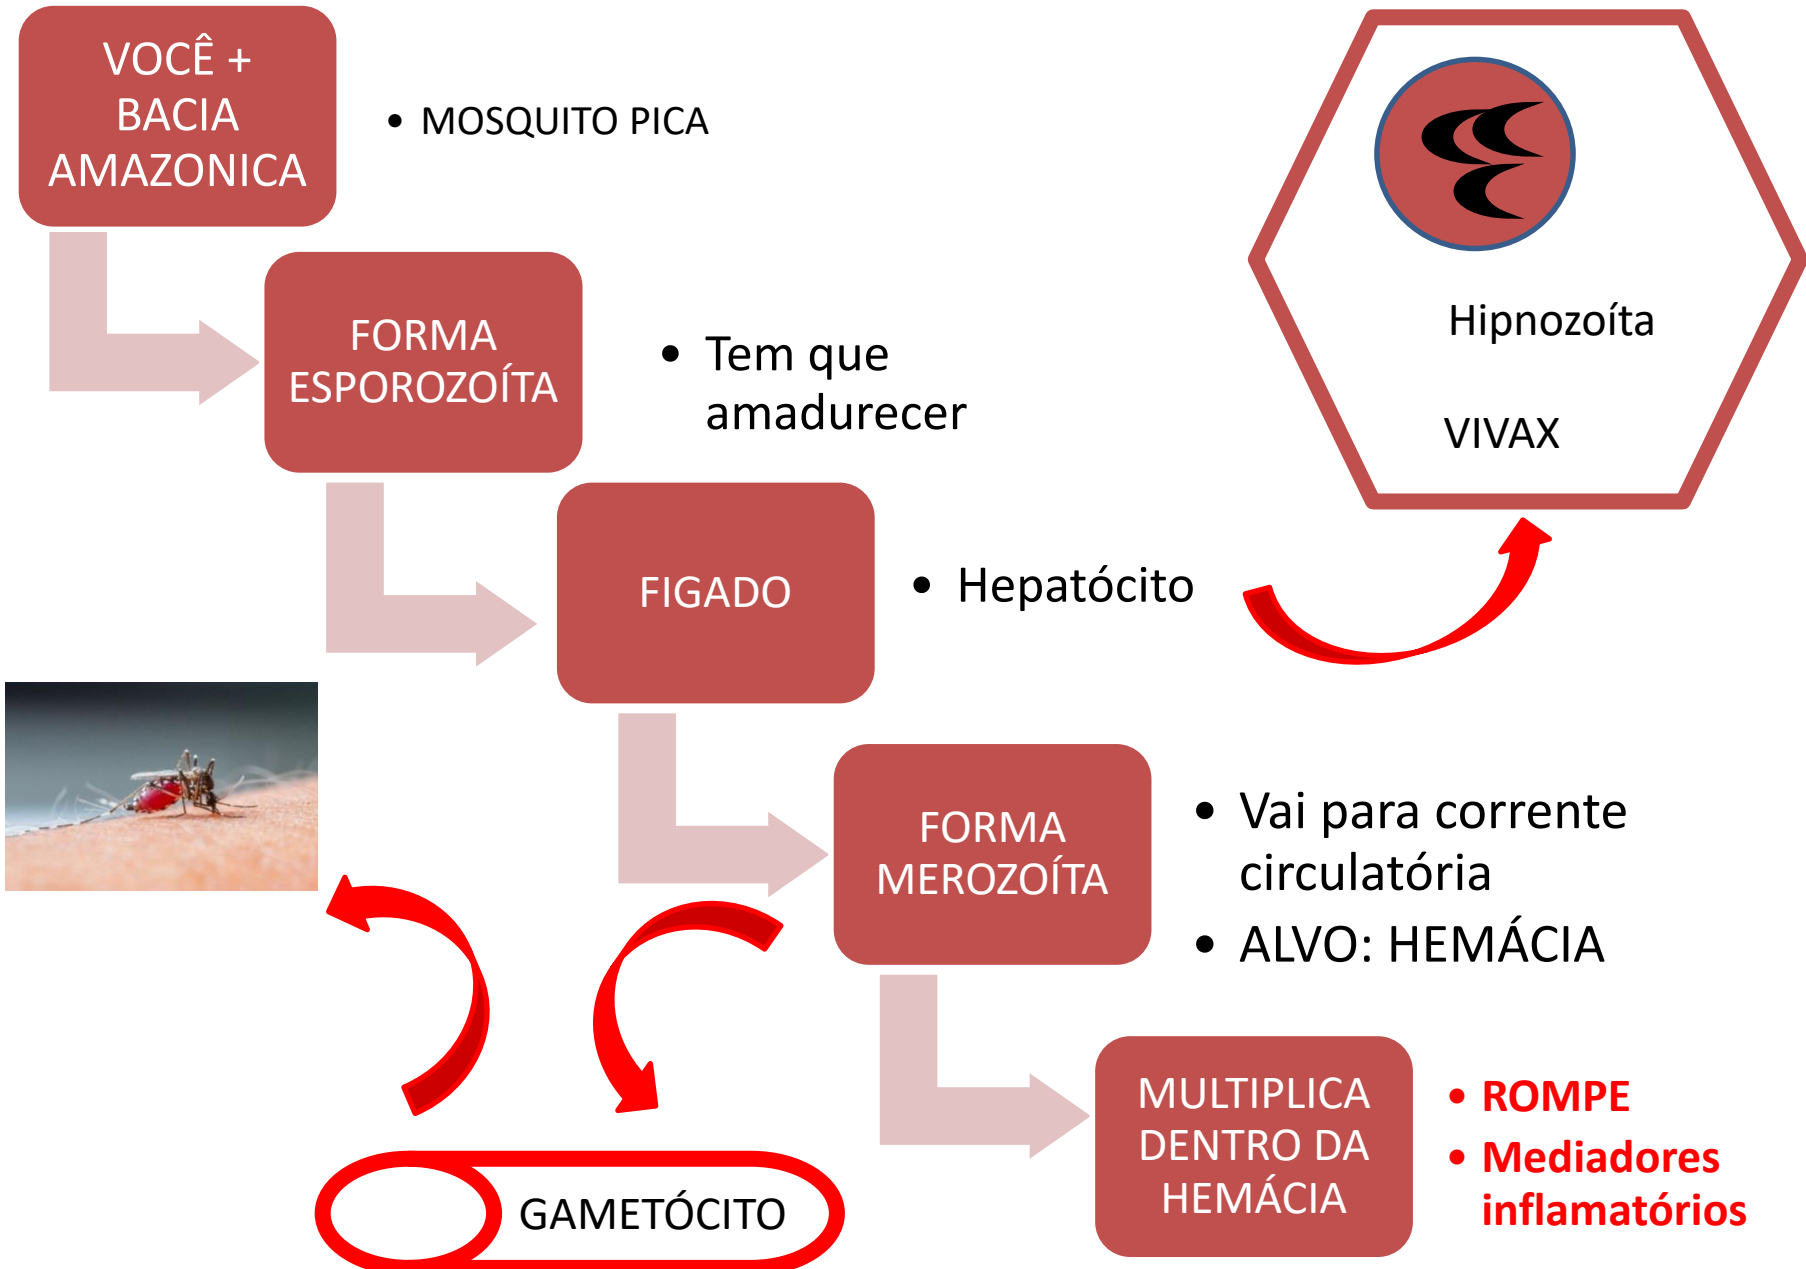 VOCÊ +
BACIA
AMAZONICA
• MOSQUITO PICA
FORMA
ESPOROZOÍTA
• Tem que
amadurecer
Hipnozoíta
VIVAX
FIGADO
• Hepatócito
FORMA
MEROZOÍTA
• Vai para corrente
circulatória
• ALVO: HEMÁCIA
MULTIPLICA
DENTRO DA
HEMÁCIA
• ROMPE
• Mediadores
inflamatórios
GAMETÓCITO